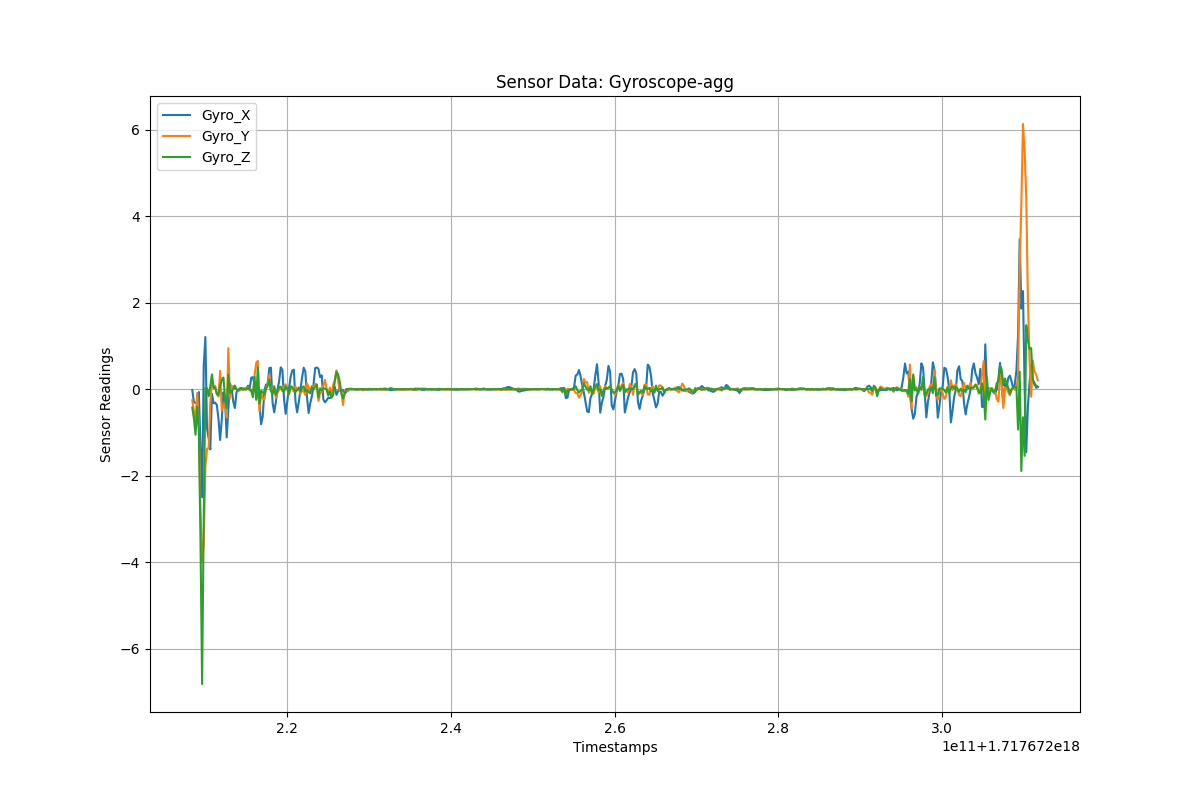 Sensor Data: Gyroscope-agg
Gyro_X
Gyro_Y
Gyro_Z
6
4
2
0
−2
−4
−6
Sensor Readings
2.2 2.4 2.6 2.8 3.0
Timestamps
1e11+1.717672e18